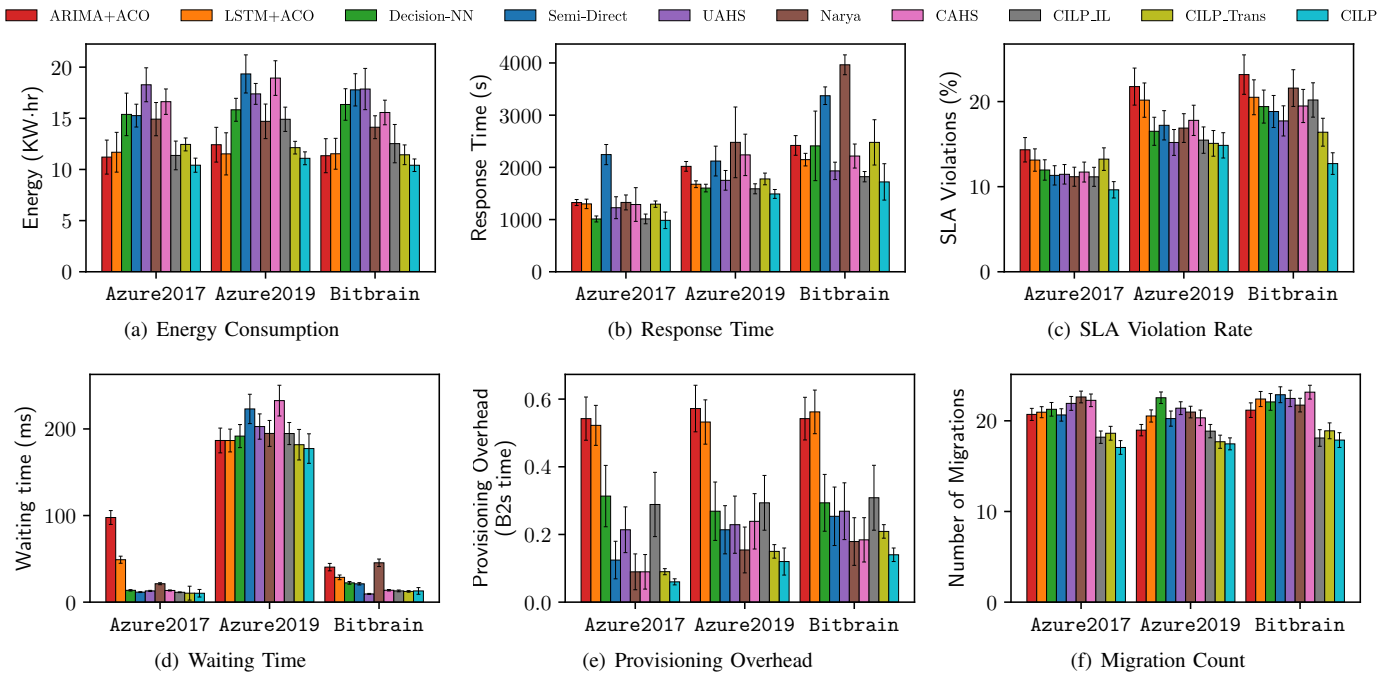 ARIMA+ACO LSTM+ACO Decision-NN Semi-Direct UAHS Narya CAHS CILP_IL CILP_Trans CILP
Energy (KW·hr)
20
15
10
5
0
Azure2017 Azure2019 Bitbrain
(a) Energy Consumption
Response Time (s)
4000
3000
2000
1000
0
Azure2017 Azure2019 Bitbrain
(b) Response Time
SLA Violations (%)
20
10
0
Azure2017 Azure2019 Bitbrain
(c) SLA Violation Rate
Waiting time (ms)
200
100
0
Azure2017 Azure2019 Bitbrain
(d) Waiting Time
Provisioning Overhead
(B2s time)
0.6
0.4
0.2
0.0
Azure2017 Azure2019 Bitbrain
(e) Provisioning Overhead
Number of Migrations
20
10
0
Azure2017 Azure2019 Bitbrain
(f) Migration Count